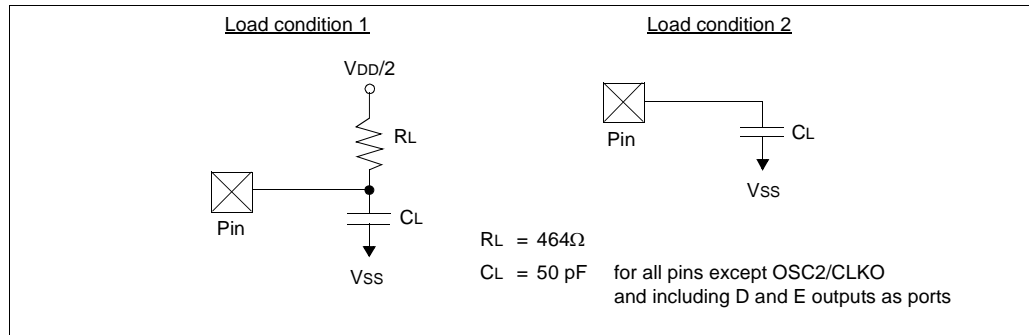 Load condition 1
Load condition 2
VDD/2
RL
CL
Pin
VSS
CL
Pin
VSS
RL = 464Ω
CL = 50 pF for all pins except OSC2/CLKO
and including D and E outputs as ports